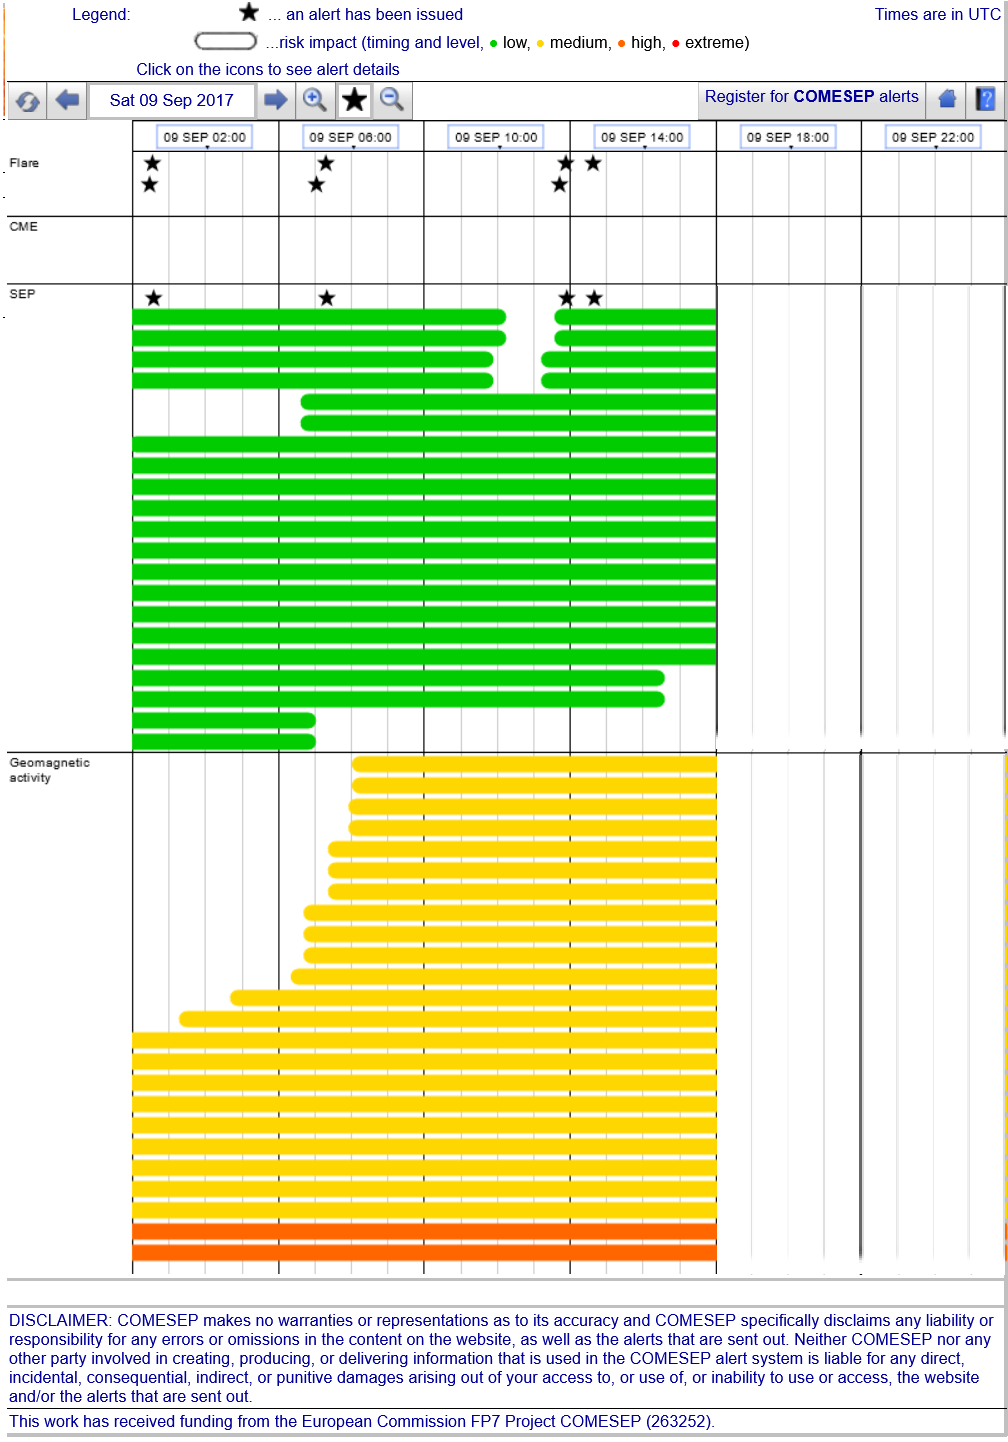 Legend: ★ ... an alert has been issued Times are in UTC
...risk impact (timing and level, ● low, ● medium, ● high, ● extreme)
Click on the icons to see alert details
Sat 09 Sep 2017 Register for COMESEP alerts ?
09 SEP 02:00 09 SEP 06:00 09 SEP 10:00 09 SEP 14:00 09 SEP 18:00 09 SEP 22:00
Flare
CME
SEP
Geomagnetic
activity
DISCLAIMER: COMESEP makes no warranties or representations as to its accuracy and COMESEP specifically disclaims any liability or
responsibility for any errors or omissions in the content on the website, as well as the alerts that are sent out. Neither COMESEP nor any
other party involved in creating, producing, or delivering information that is used in the COMESEP alert system is liable for any direct,
incidental, consequential, indirect, or punitive damages arising out of your access to, or use of, or inability to use or access, the website
and/or the alerts that are sent out.
This work has received funding from the European Commission FP7 Project COMESEP (263252).